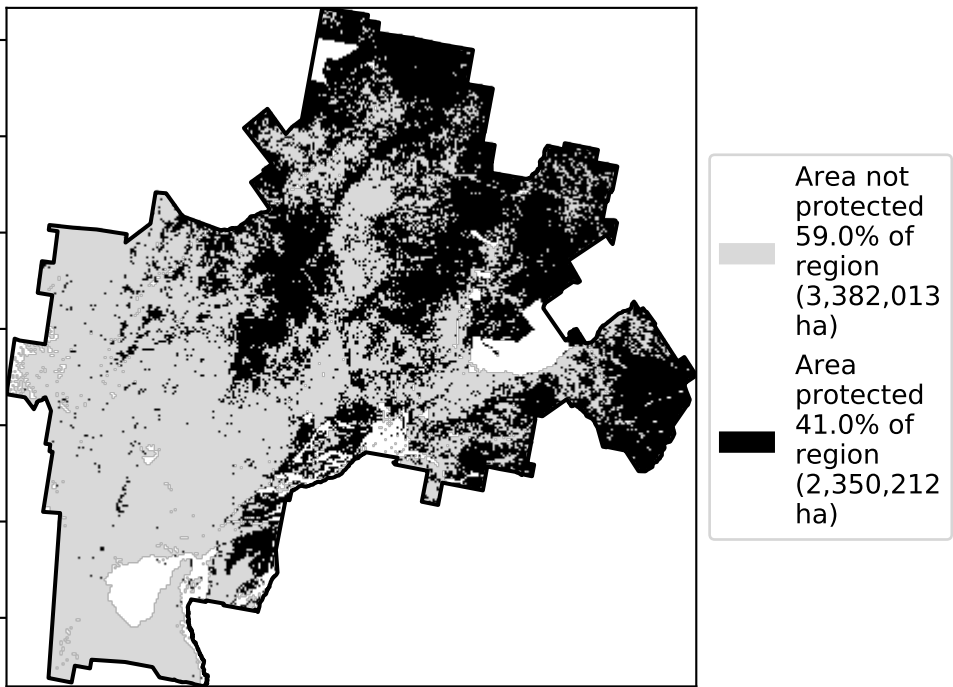 Area not
protected
59.0% of
region
(3,382,013
ha)
Area
protected
41.0% of
region
(2,350,212
ha)